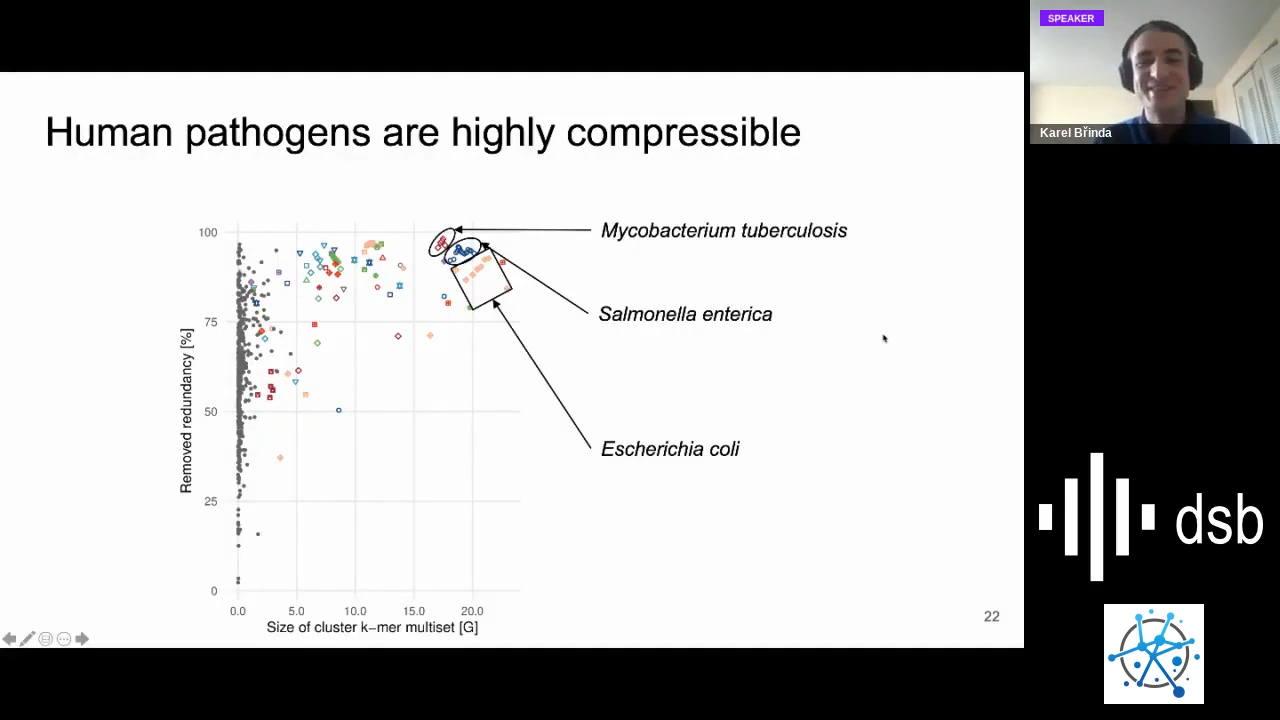 SPEAKER
Karel Břinda
Human pathogens are highly compressible
Mycobacterium tuberculosis
Salmonella enterica
Escherichia coli
Removed redundancy [%]
100
75
50
25
0
0.0 5.0 10.0 15.0 20.0
Size of cluster k−mer multiset [G]
22
dsb